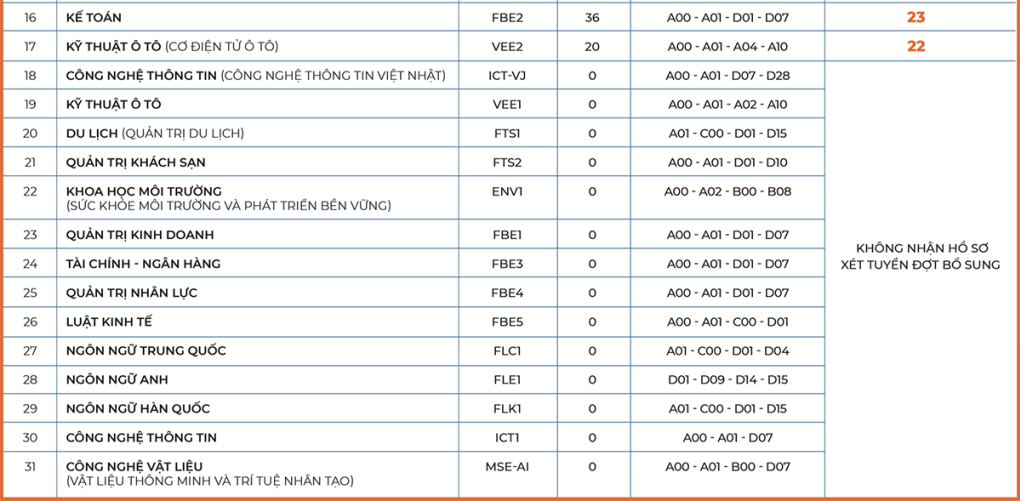 16 KẾ TOÁN FBE2 36 A00 - A01 - D01 - D07 23
17 KỸ THUẬT Ô TÔ (CƠ ĐIỆN TỬ Ô TÔ) VEE2 20 A00 - A01 - A04 - A10 22
18 CÔNG NGHỆ THÔNG TIN (CÔNG NGHỆ THÔNG TIN VIỆT NHẬT) ICT-VJ 0 A00 - A01 - D07 - D28
19 KỸ THUẬT Ô TÔ VEE1 0 A00 - A01 - A02 - A10
20 DU LỊCH (QUẢN TRỊ DU LỊCH) FTS1 0 A01 - C00 - D01 - D15
21 QUẢN TRỊ KHÁCH SẠN FTS2 0 A00 - A01 - D01 - D10
22 KHOA HỌC MÔI TRƯỜNG ENV1 0 A00 - A02 - B00 - B08
(SỨC KHỎE MÔI TRƯỜNG VÀ PHÁT TRIỂN BỀN VỮNG)
23 QUẢN TRỊ KINH DOANH FBE1 0 A00 - A01 - D01 - D07
KHÔNG NHẬN HỒ SƠ
XÉT TUYỂN ĐỢT BỔ SUNG
24 TÀI CHÍNH - NGÂN HÀNG FBE3 0 A00 - A01 - D01 - D07
25 QUẢN TRỊ NHÂN LỰC FBE4 0 A00 - A01 - D01 - D07
26 LUẬT KINH TẾ FBE5 0 A00 - A01 - C00 - D01
27 NGÔN NGỮ TRUNG QUỐC FLC1 0 A01 - C00 - D01 - D04
28 NGÔN NGỮ ANH FLE1 0 D01 - D09 - D14 - D15
29 NGÔN NGỮ HÀN QUỐC FLK1 0 A01 - C00 - D01 - D15
30 CÔNG NGHỆ THÔNG TIN ICT1 0 A00 - A01 - D07
31 CÔNG NGHỆ VẬT LIỆU MSE-AI 0 A00 - A01 - B00 - D07
(VẬT LIỆU THÔNG MINH VÀ TRÍ TUỆ NHÂN TẠO)